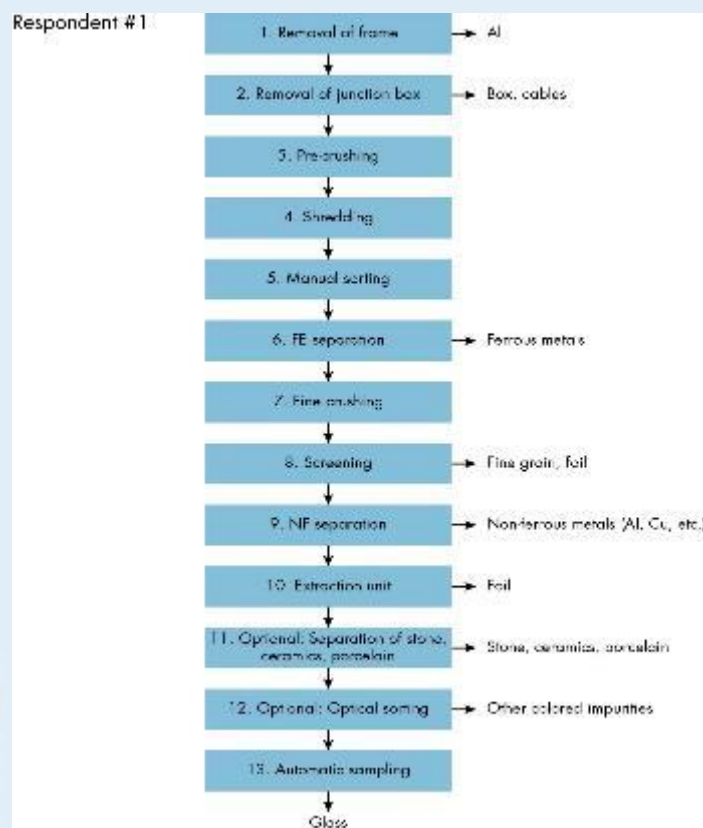 Respondent #1
1. Removal of frame
Al
2. Removal of junction box
Box, cables
3. Pre-crushing
4. Shredding
5. Manual sorting
6. FE separation
Ferrous metals
7. Fine crushing
8. Screening
Fine grain, foil
9. NF separation
Non-ferrous metals (Al, Cu, etc.)
10. Extraction unit
Foil
11. Optional: Separation of stone,
ceramics, porcelain
Stone, ceramics, porcelain
12. Optional: Optical sorting
Other colored impurities
13. Automatic sampling
Glass